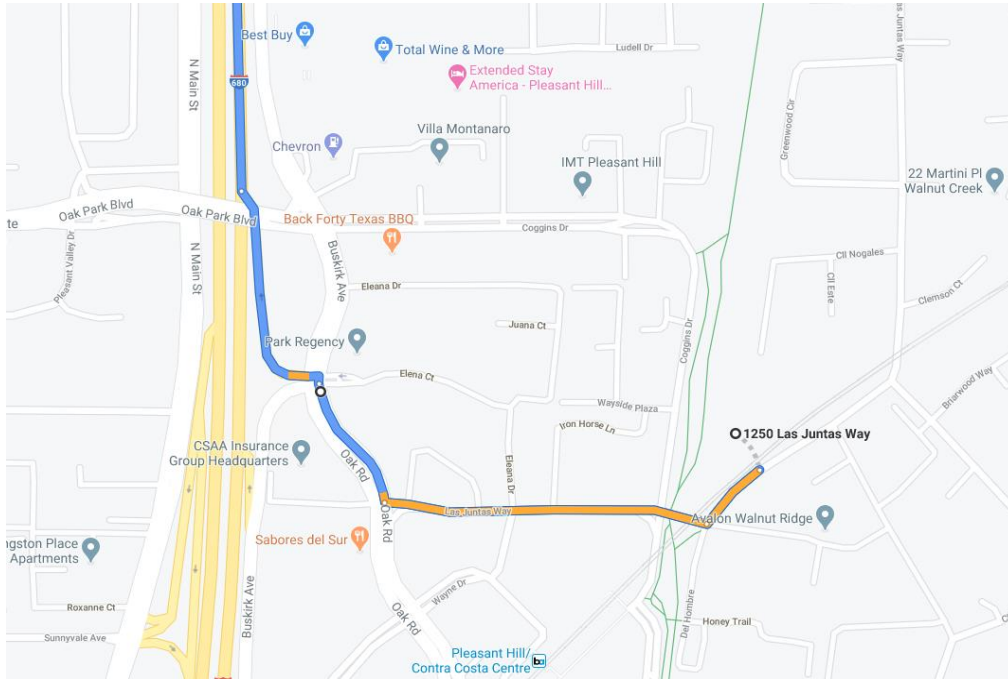 Best Buy
Total Wine & More
Ludell Dr
Las Juntas Way
N Main St
680
Extended Stay
America - Pleasant Hill...
Chevron
Villa Montanaro
IMT Pleasant Hill
Greenwood Cir
22 Martini Pl
Walnut Creek
Oak Park Blvd
Oak Park Blvd
te
Back Forty Texas BBQ
Coggins Dr
Pleasant Valley Dr
N Main St
Buskirk Ave
Cll Nogales
Cll Este
Clemson Ct
Eleana Dr
Juana Ct
Coggins Dr
Park Regency
Elena Ct
Briarwood Way
Wayside Plaza
Iron Horse Ln
1250 Las Juntas Way
CSAA Insurance
Group Headquarters
Oak Rd
Eleana Dr
Las Juntas Way
Avalon Walnut Ridge
Oak Rd
Sabores del Sur
ngston Place
Apartments
Buskirk Ave
Wayne Dr
Roxanne Ct
Oak Rd
Del Hombre
Honey Trail
Sunnyvale Ave
Pleasant Hill/
Contra Costa Centre
ba